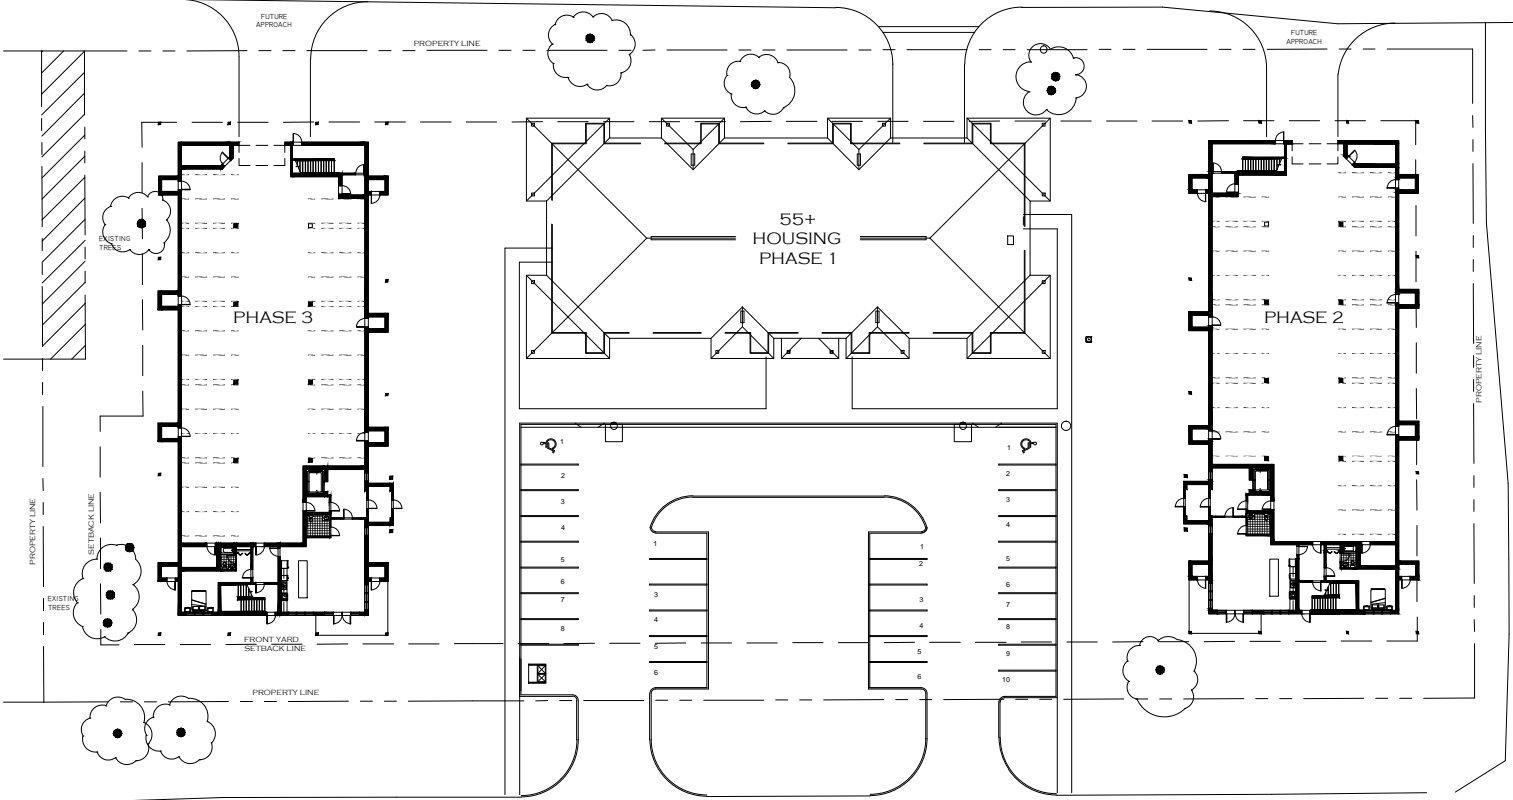 FUTURE
APPROACH
PROPERTY LINE
FUTURE
APPROACH
EXISTING
TREES
55+
HOUSING
PHASE 1
PHASE 3
PHASE 2
PROPERTY LINE
PROPERTY LINE
SETBACK LINE
EXISTING
TREES
FRONT YARD
SETBACK LINE
PROPERTY LINE
1
2
3
4
5
6
7
8
1
3
4
5
6
1
2
3
4
5
6
1
2
3
4
5
6
7
8
9
10